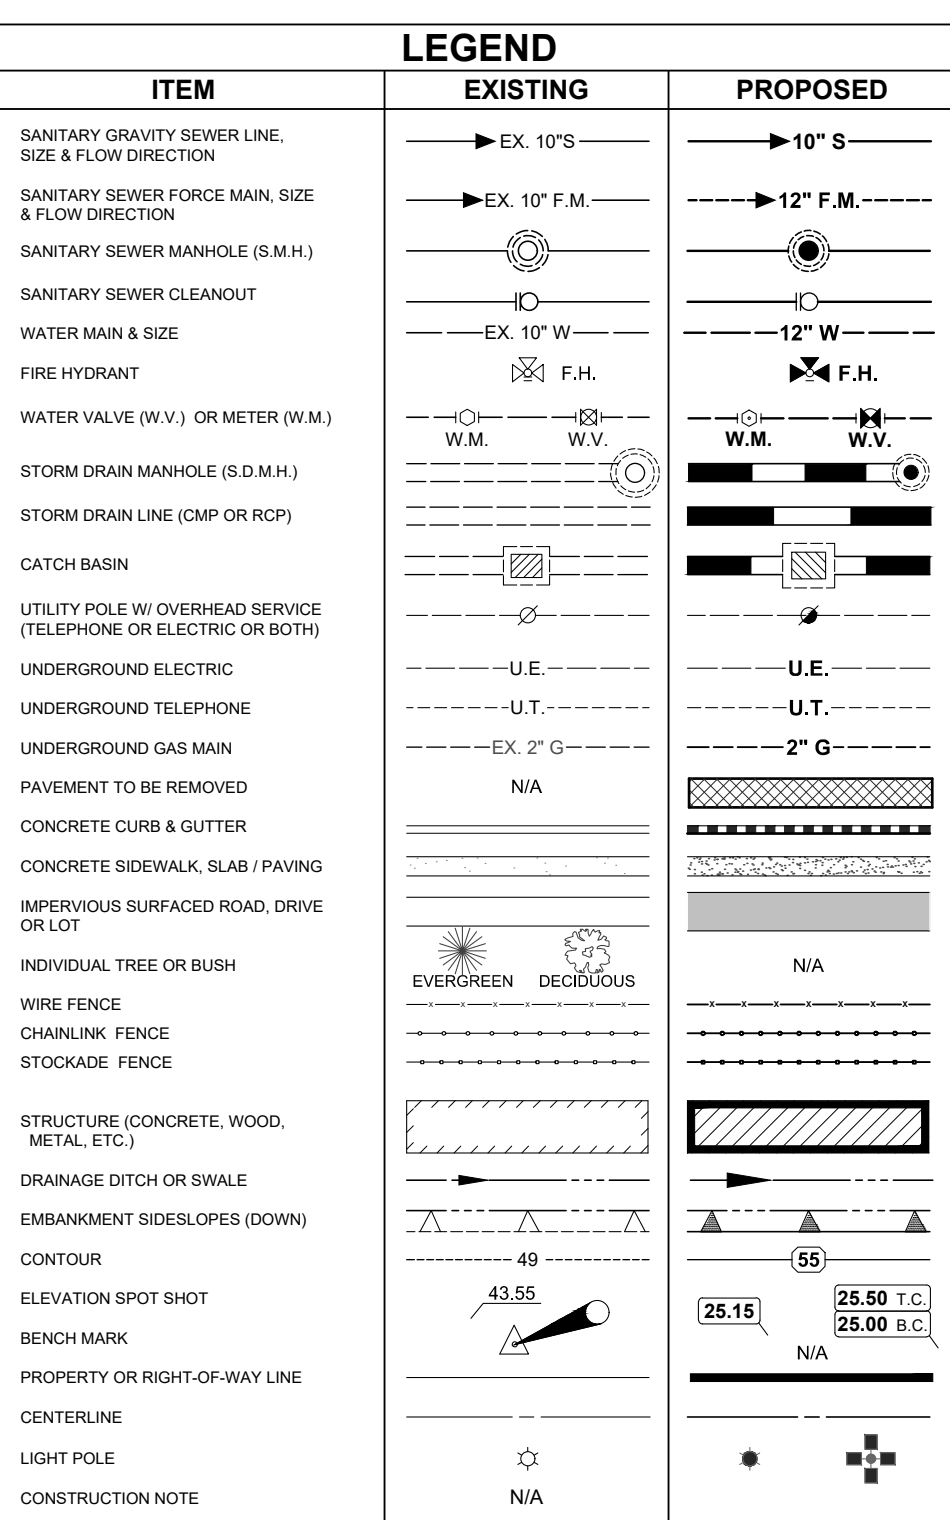 LEGEND
ITEM EXISTING PROPOSED
SANITARY GRAVITY SEWER LINE,
SIZE & FLOW DIRECTION
EX. 10"S
10" S
SANITARY SEWER FORCE MAIN, SIZE
& FLOW DIRECTION
EX. 10" F.M.
12" F.M.
SANITARY SEWER MANHOLE (S.M.H.)
SANITARY SEWER CLEANOUT
WATER MAIN & SIZE
EX. 10" W
12" W
FIRE HYDRANT
F.H.
F.H.
WATER VALVE (W.V.) OR METER (W.M.)
W.M. W.V.
W.M. W.V.
STORM DRAIN MANHOLE (S.D.M.H.)
STORM DRAIN LINE (CMP OR RCP)
CATCH BASIN
UTILITY POLE W/ OVERHEAD SERVICE
(TELEPHONE OR ELECTRIC OR BOTH)
UNDERGROUND ELECTRIC
U.E.
U.E.
UNDERGROUND TELEPHONE
U.T.
U.T.
UNDERGROUND GAS MAIN
EX. 2" G
2" G
PAVEMENT TO BE REMOVED
N/A
CONCRETE CURB & GUTTER
CONCRETE SIDEWALK, SLAB / PAVING
IMPERVIOUS SURFACED ROAD, DRIVE
OR LOT
INDIVIDUAL TREE OR BUSH
EVERGREEN DECIDUOUS
N/A
WIRE FENCE
x x x x x x
x x x x x x
CHAINLINK FENCE
STOCKADE FENCE
STRUCTURE (CONCRETE, WOOD,
METAL, ETC.)
DRAINAGE DITCH OR SWALE
EMBANKMENT SIDESLOPES (DOWN)
CONTOUR
49
55
ELEVATION SPOT SHOT
43.55
25.15
25.50 T.C.
25.00 B.C.
BENCH MARK
N/A
PROPERTY OR RIGHT-OF-WAY LINE
CENTERLINE
LIGHT POLE
CONSTRUCTION NOTE
N/A